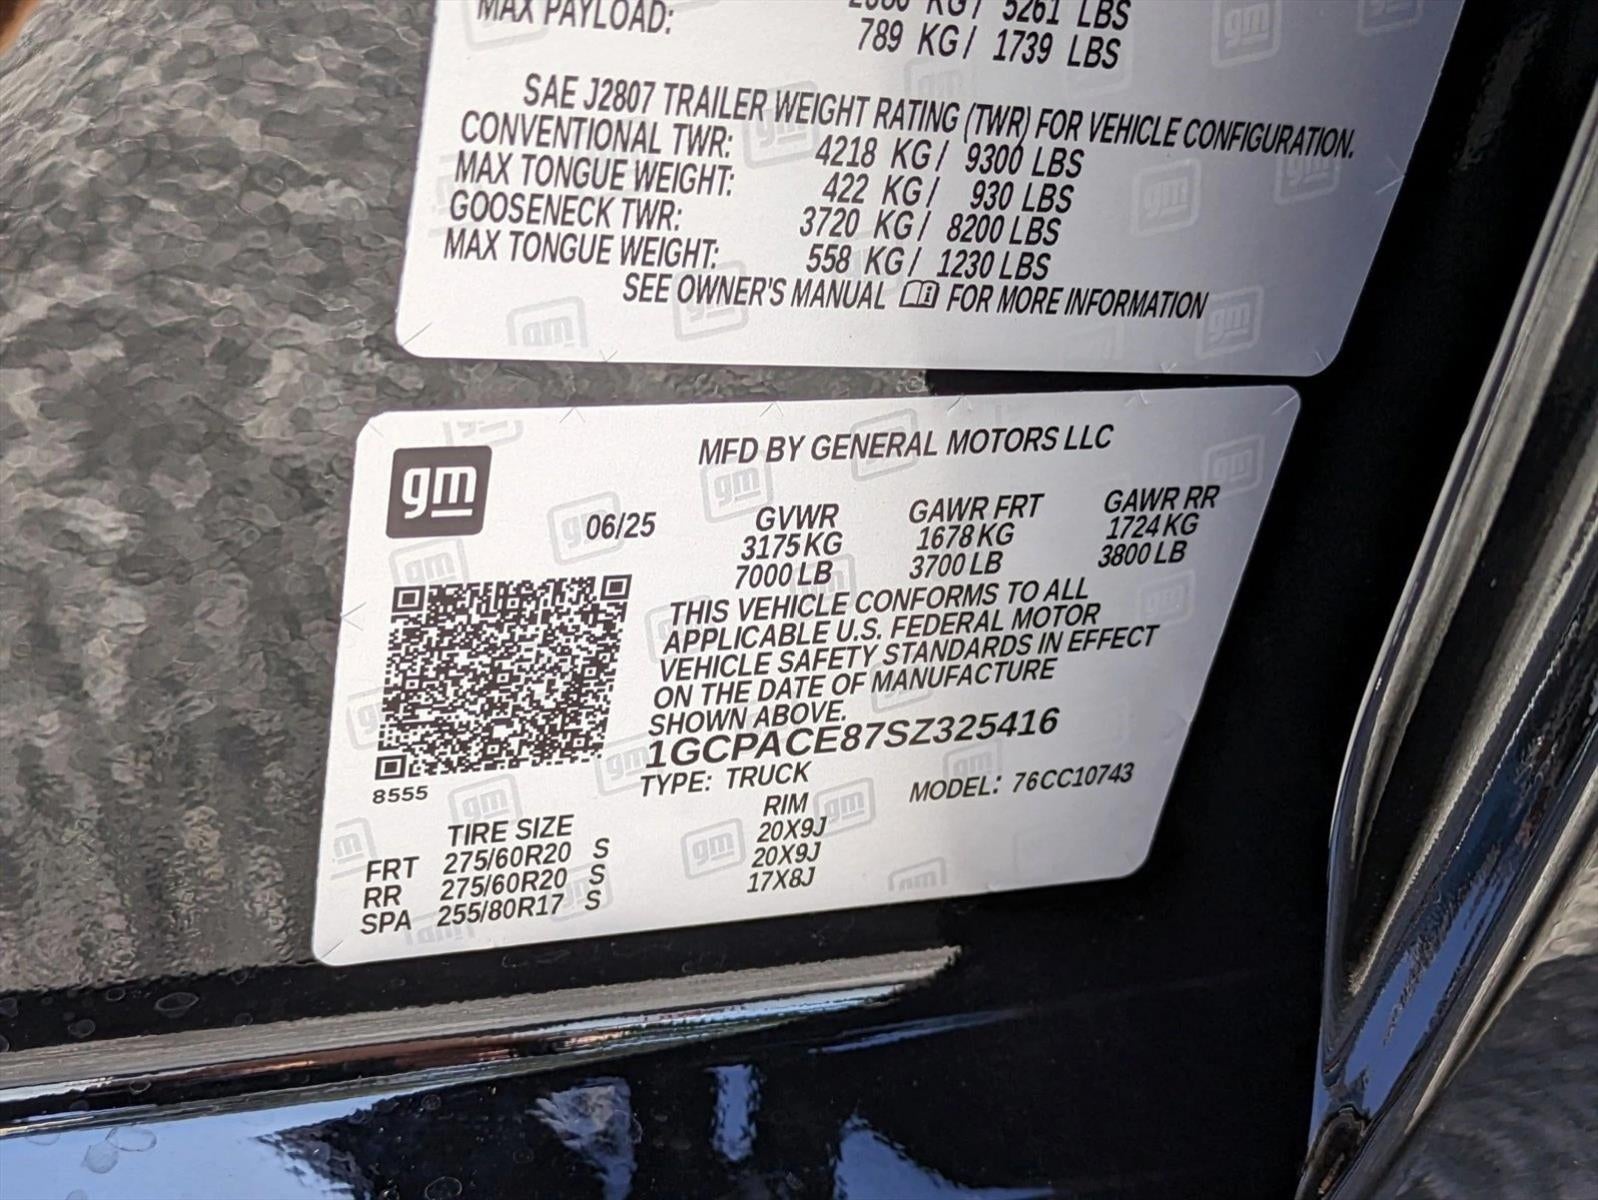 5261 LBS
MAX PAYLOAD: 789 KG / 1739 LBS
SAE J2807 TRAILER WEIGHT RATING (TWR) FOR VEHICLE CONFIGURATION.
CONVENTIONAL TWR: 4218 KG / 9300 LBS
MAX TONGUE WEIGHT: 422 KG / 930 LBS
GOOSENECK TWR: 3720 KG / 8200 LBS
MAX TONGUE WEIGHT: 558 KG / 1230 LBS
SEE OWNER'S MANUAL FOR MORE INFORMATION
gm
MFD BY GENERAL MOTORS LLC
06/25 GVWR GAWR FRT GAWR RR
3175 KG 1678 KG 1724 KG
7000 LB 3700 LB 3800 LB
THIS VEHICLE CONFORMS TO ALL
APPLICABLE U.S. FEDERAL MOTOR
VEHICLE SAFETY STANDARDS IN EFFECT
ON THE DATE OF MANUFACTURE
SHOWN ABOVE.
1GCPACE87SZ325416
TYPE: TRUCK MODEL: 76CC10743
8555
TIRE SIZE RIM
FRT 275/60R20 S 20X9J
RR 275/60R20 S 20X9J
SPA 255/80R17 S 17X8J